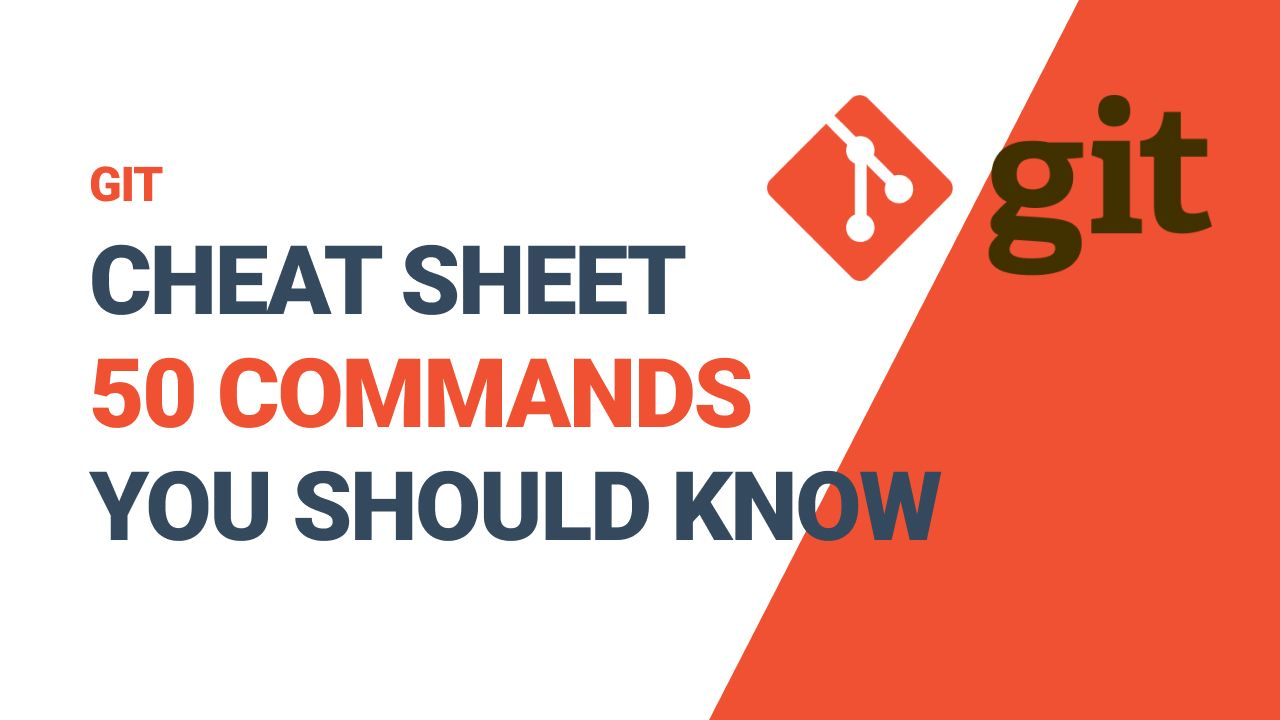 git
GIT
CHEAT SHEET
50 COMMANDS
YOU SHOULD KNOW